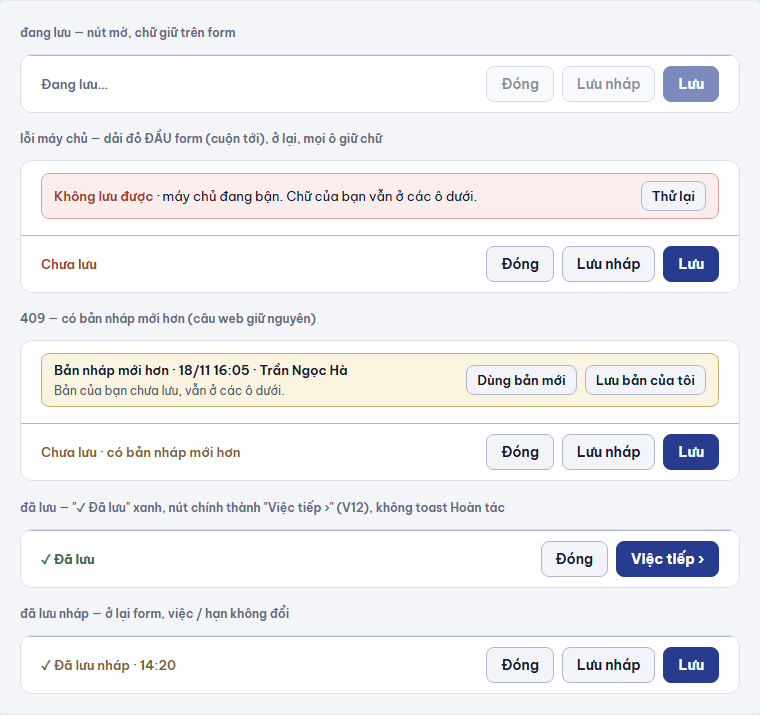 đang lưu — nút mờ, chữ giữ trên form
Đang lưu...
Đóng
Lưu nháp
Lưu
lỗi máy chủ — dải đỏ ĐẦU form (cuộn tới), ở lại, mọi ô giữ chữ
Không lưu được · máy chủ đang bận. Chữ của bạn vẫn ở các ô dưới.
Thử lại
Chưa lưu
Đóng
Lưu nháp
Lưu
409 — có bản nháp mới hơn (câu web giữ nguyên)
Bản nháp mới hơn · 18/11 16:05 · Trần Ngọc Hà
Bản của bạn chưa lưu, vẫn ở các ô dưới.
Dùng bản mới
Lưu bản của tôi
Chưa lưu · có bản nháp mới hơn
Đóng
Lưu nháp
Lưu
đã lưu — "✓ Đã lưu" xanh, nút chính thành "Việc tiếp ›" (V12), không toast Hoàn tác
✓ Đã lưu
Đóng
Việc tiếp ›
đã lưu nháp — ở lại form, việc / hạn không đổi
✓ Đã lưu nháp · 14:20
Đóng
Lưu nháp
Lưu